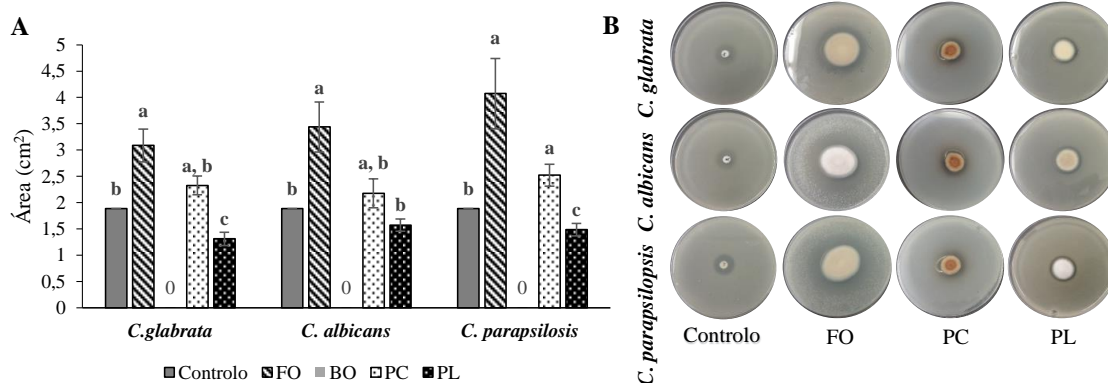 A
Área (cm²)
5
4,5
4
3,5
3
2,5
2
1,5
1
0,5
0
b a 0 a, b c
b a 0 a, b b
b a 0 a c
C.glabrata C. albicans C. parapsilosis
Controlo FO BO PC PL
B
C. glabrata
C. albicans
C. parapsilopsis
Controlo FO PC PL